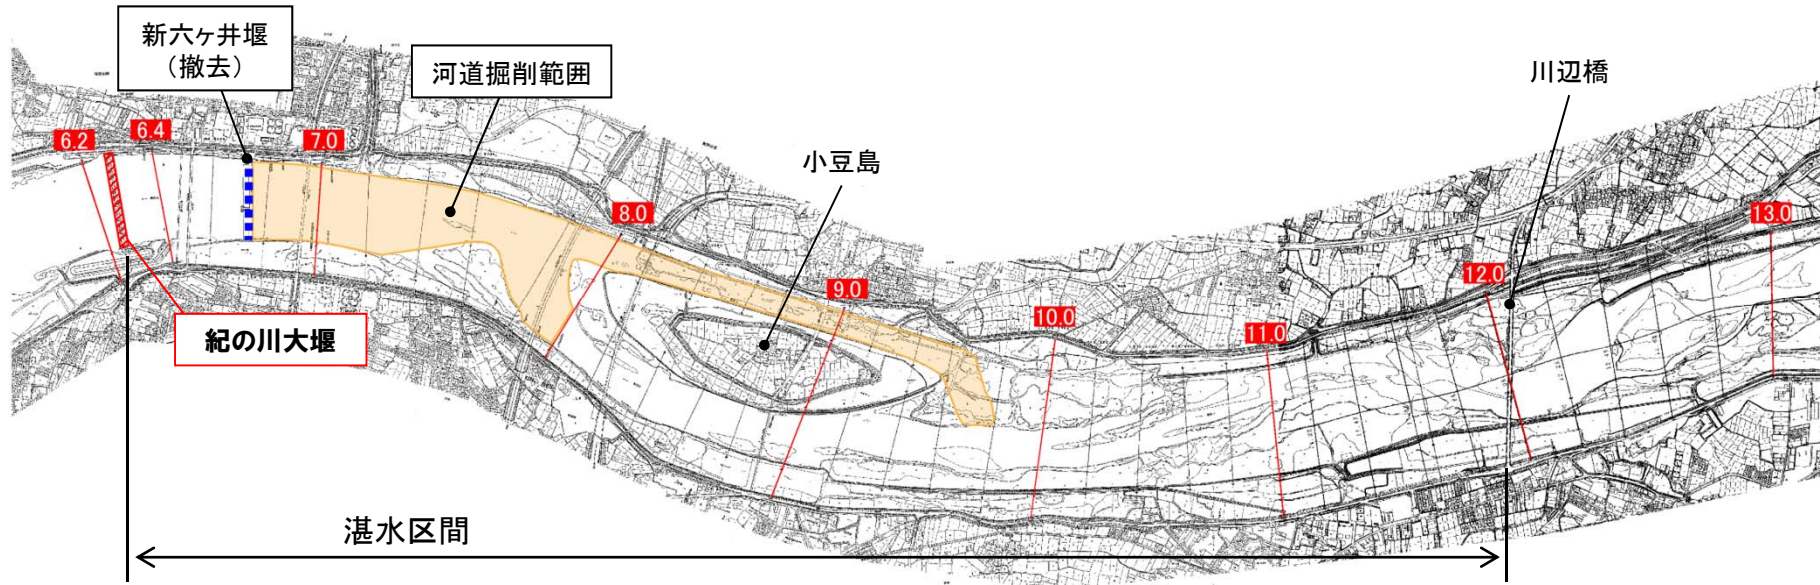 新六ヶ井堰
（撤去）
河道掘削範囲
川辺橋
6.2
6.4
7.0
小豆島
8.0
13.0
12.0
9.0
10.0
11.0
紀の川大堰
湛水区間